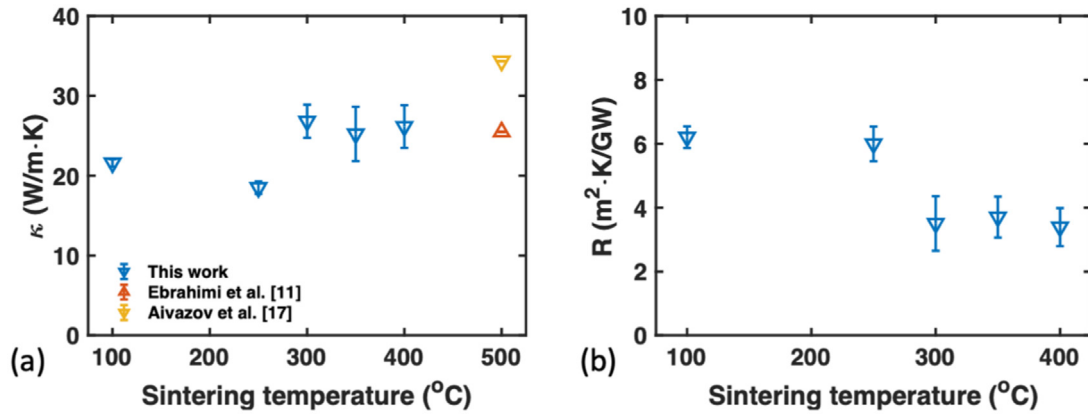 40
30
20
10
0
κ (W/m·K)
This work
Ebrahimi et al. [11]
Aivazov et al. [17]
100
200
300
400
500
(a)
Sintering temperature (°C)
10
8
6
4
2
0
R (m²·K/GW)
100
200
300
400
(b)
Sintering temperature (°C)